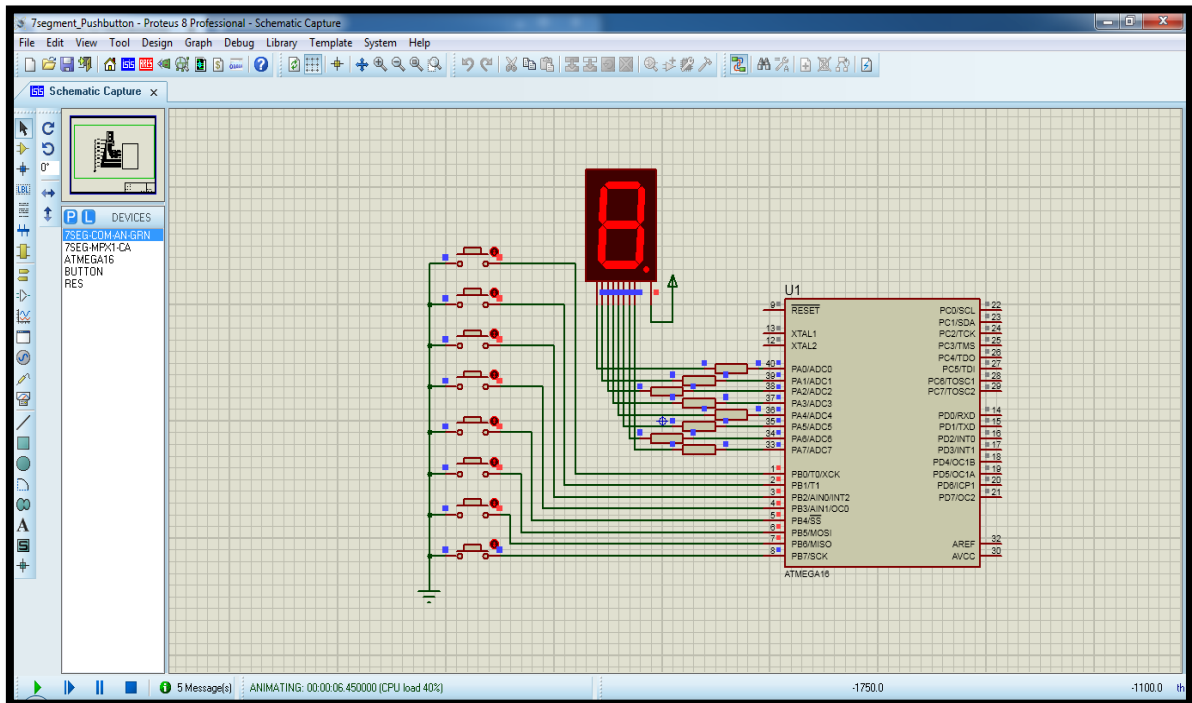 7segment_Pushbutton - Proteus 8 Professional - Schematic Capture
File Edit View Tool Design Graph Debug Library Template System Help
Schematic Capture x
0°
LBL
P L DEVICES
7SEG-COM-AN-GRN
7SEG-MPX1-CA
ATMEGA16
BUTTON
RES
U1
9 RESET PC0/SCL 22
PC1/SDA 23
13 XTAL1 PC2/TCK 24
12 XTAL2 PC3/TMS 25
PC4/TDO 26
40 PA0/ADC0 PC5/TDI 27
39 PA1/ADC1 PC6/TOSC1 28
38 PA2/ADC2 PC7/TOSC2 29
37 PA3/ADC3
36 PA4/ADC4 PD0/RXD 14
35 PA5/ADC5 PD1/TXD 15
34 PA6/ADC6 PD2/INT0 16
33 PA7/ADC7 PD3/INT1 17
PD4/OC1B 18
1 PB0/T0/XCK PD5/OC1A 19
2 PB1/T1 PD6/ICP1 20
3 PB2/AIN0/INT2 PD7/OC2 21
4 PB3/AIN1/OC0
5 PB4/SS
6 PB5/MOSI
7 PB6/MISO AREF 32
8 PB7/SCK AVCC 30
ATMEGA16
A
S
5 Message(s) ANIMATING: 00:00:06.450000 (CPU load 40%) -1750.0 -1100.0 th